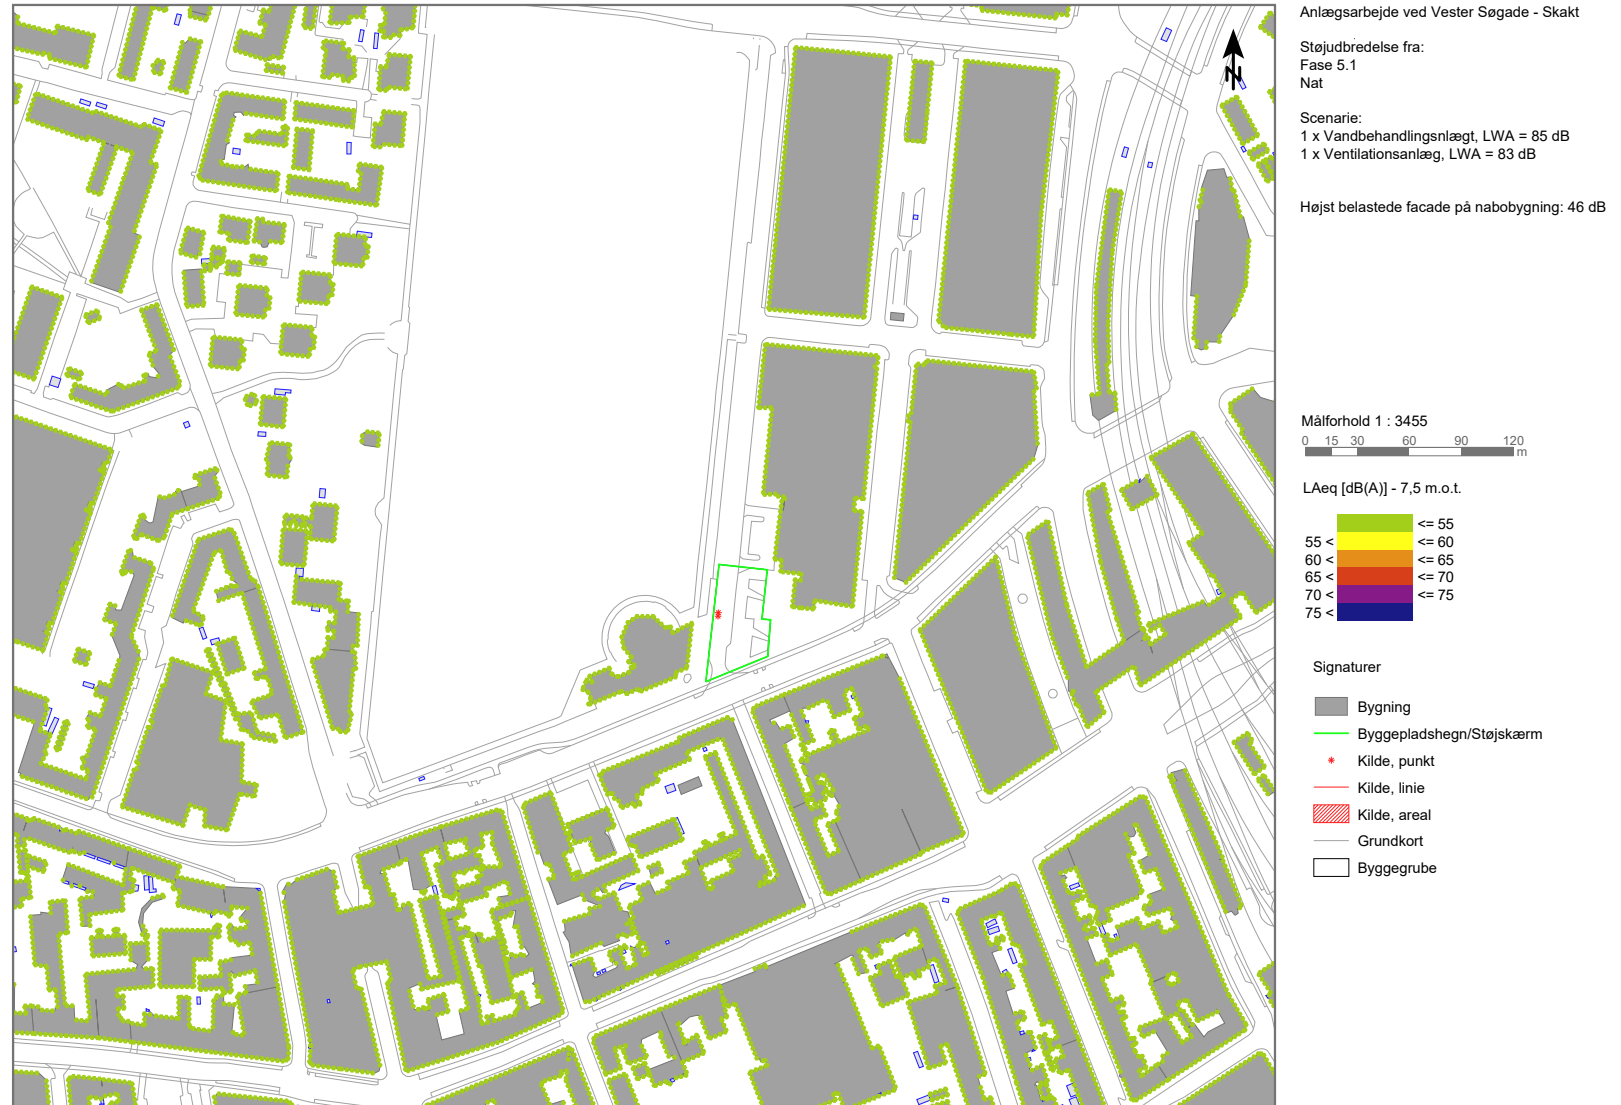 Anlægsarbejde ved Vester Søgade - Skakt
Støjudbredelse fra:
Fase 5.1
Nat
N
Scenarie:
1 x Vandbehandlingsnlægt, LWA = 85 dB
1 x Ventilationsanlæg, LWA = 83 dB
Højst belastede facade på nabobygning: 46 dB
Målforhold 1 : 3455
0 15 30 60 90 120
m
LAeq [dB(A)] - 7,5 m.o.t.
<= 55
55 < <= 60
60 < <= 65
65 < <= 70
70 < <= 75
75 <
Signaturer
Bygning
Byggepladshegn/Støjskærm
Kilde, punkt
Kilde, linie
Kilde, areal
Grundkort
Byggegrube